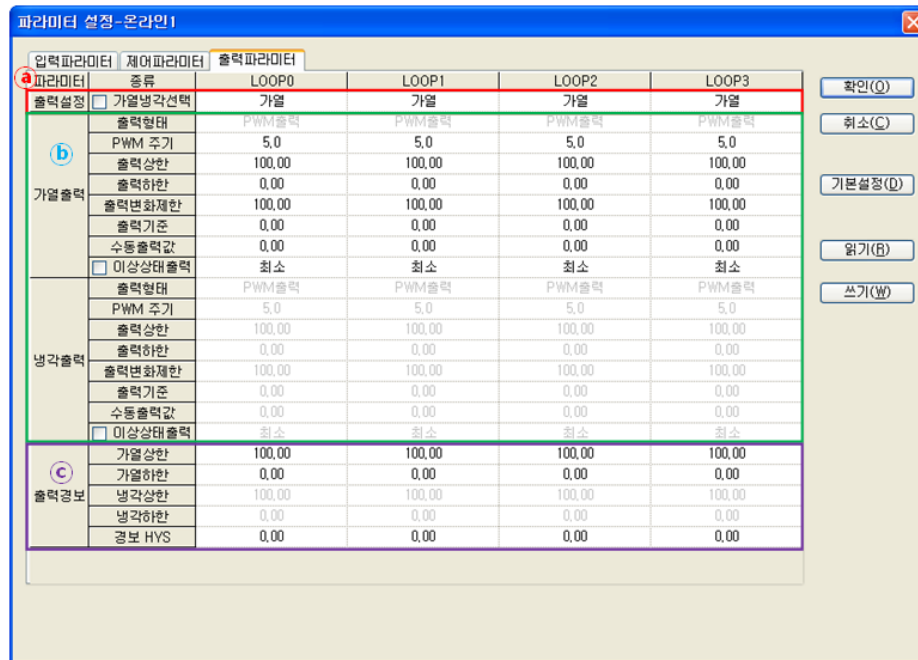 파라미터 설정-온라인1
입력파라미터 제어파라미터 출력파라미터
ⓐ
파라미터 종류 LOOP0 LOOP1 LOOP2 LOOP3
출력설정 가열냉각선택 가열 가열 가열 가열
ⓑ
가열출력
출력형태 PWM출력 PWM출력 PWM출력 PWM출력
PWM 주기 5,0 5,0 5,0 5,0
출력상한 100,00 100,00 100,00 100,00
출력하한 0,00 0,00 0,00 0,00
출력변화제한 100,00 100,00 100,00 100,00
출력기준 0,00 0,00 0,00 0,00
수동출력값 0,00 0,00 0,00 0,00
이상상태출력 최소 최소 최소 최소
냉각출력
출력형태 PWM출력 PWM출력 PWM출력 PWM출력
PWM 주기 5,0 5,0 5,0 5,0
출력상한 100,00 100,00 100,00 100,00
출력하한 0,00 0,00 0,00 0,00
출력변화제한 100,00 100,00 100,00 100,00
출력기준 0,00 0,00 0,00 0,00
수동출력값 0,00 0,00 0,00 0,00
이상상태출력 최소 최소 최소 최소
ⓒ
출력경보
가열상한 100,00 100,00 100,00 100,00
가열하한 0,00 0,00 0,00 0,00
냉각상한 100,00 100,00 100,00 100,00
냉각하한 0,00 0,00 0,00 0,00
경보 HYS 0,00 0,00 0,00 0,00
확인(O)
취소(C)
기본설정(D)
읽기(R)
쓰기(W)